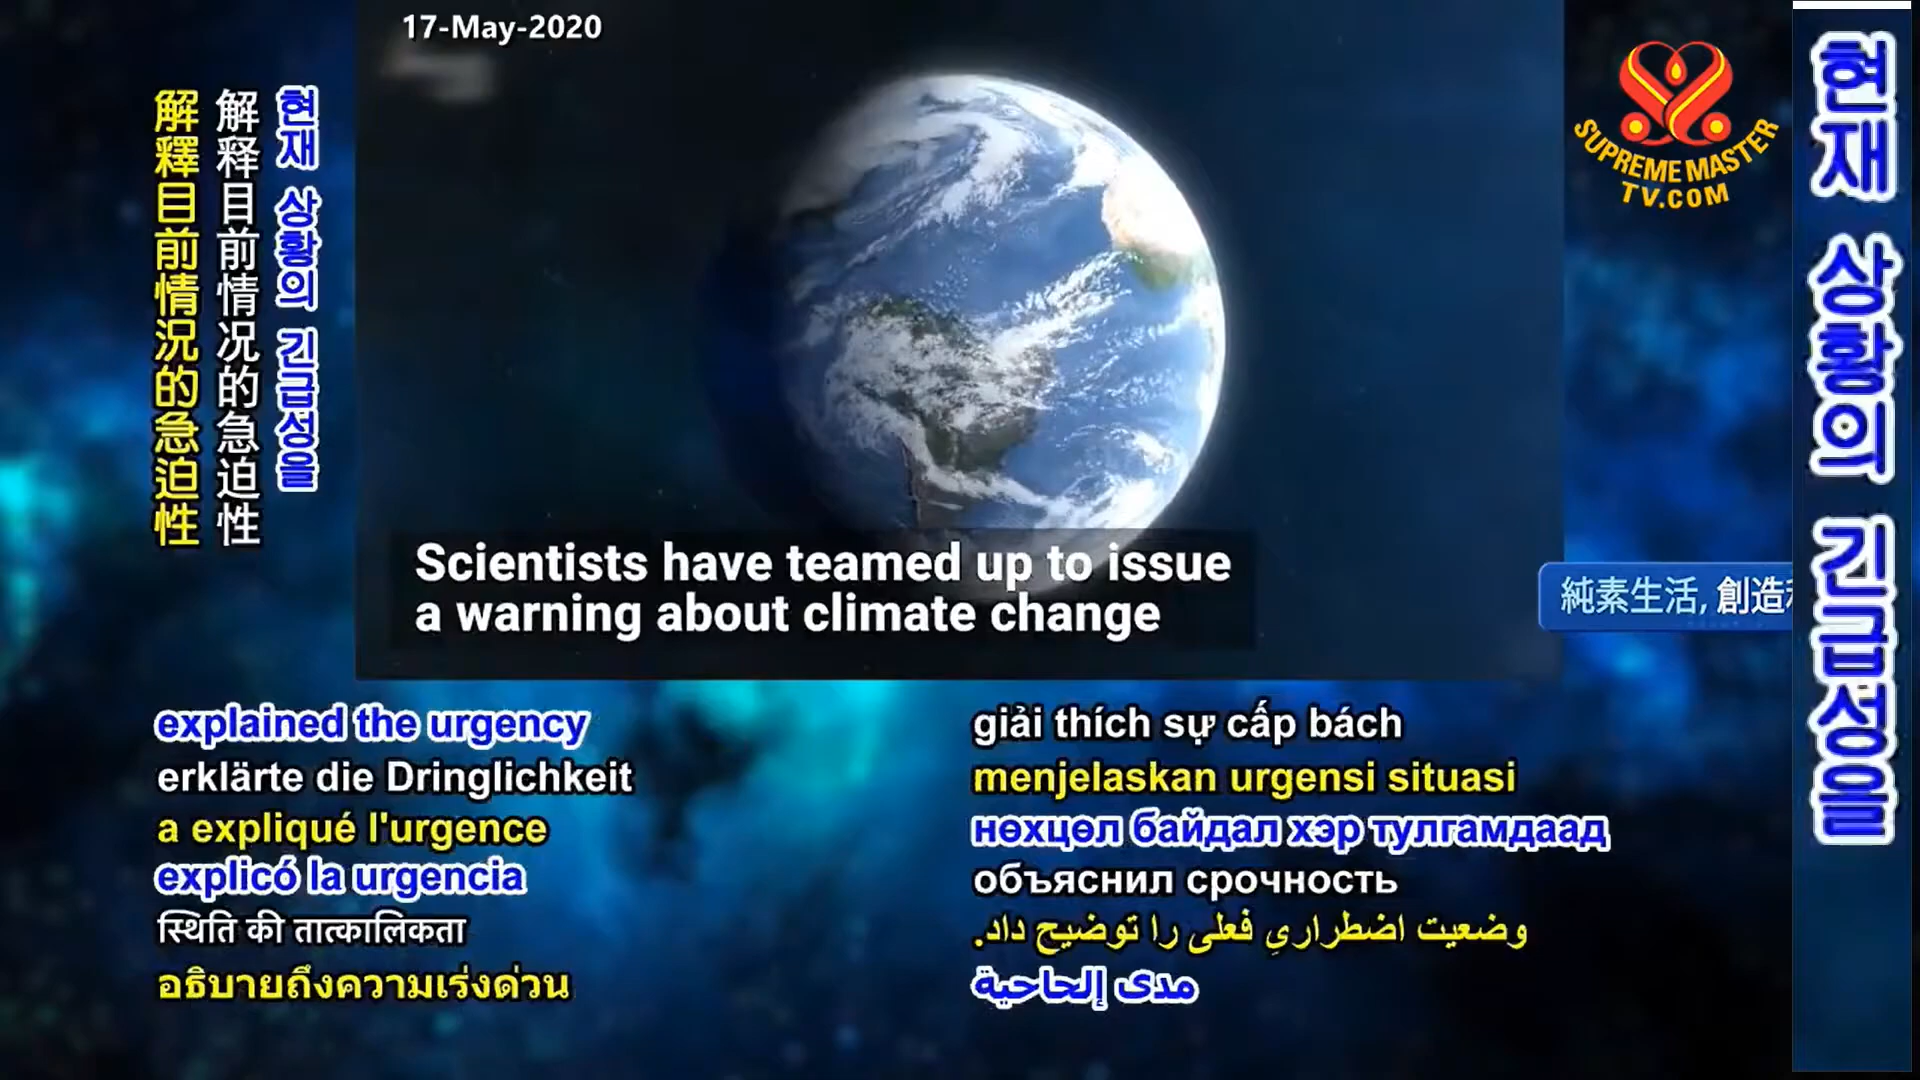 17-May-2020
解釋目前情況的急迫性
解释目前情况的急迫性
현재 상황의 긴급성을
SUPREME MASTER
TV.COM
현재 상황의 긴급성을
Scientists have teamed up to issue
a warning about climate change
純素生活, 創造
explained the urgency
erklärte die Dringlichkeit
a expliqué l'urgence
explicó la urgencia
स्थिति की तात्कालिकता
อธิบายถึงความเร่งด่วน
giải thích sự cấp bách
menjelaskan urgensi situasi
нөхцөл байдал хэр тулгамдаад
объяснил срочность
وضعیت اضطراریِ فعلی را توضیح داد.
مدى إلحاحية